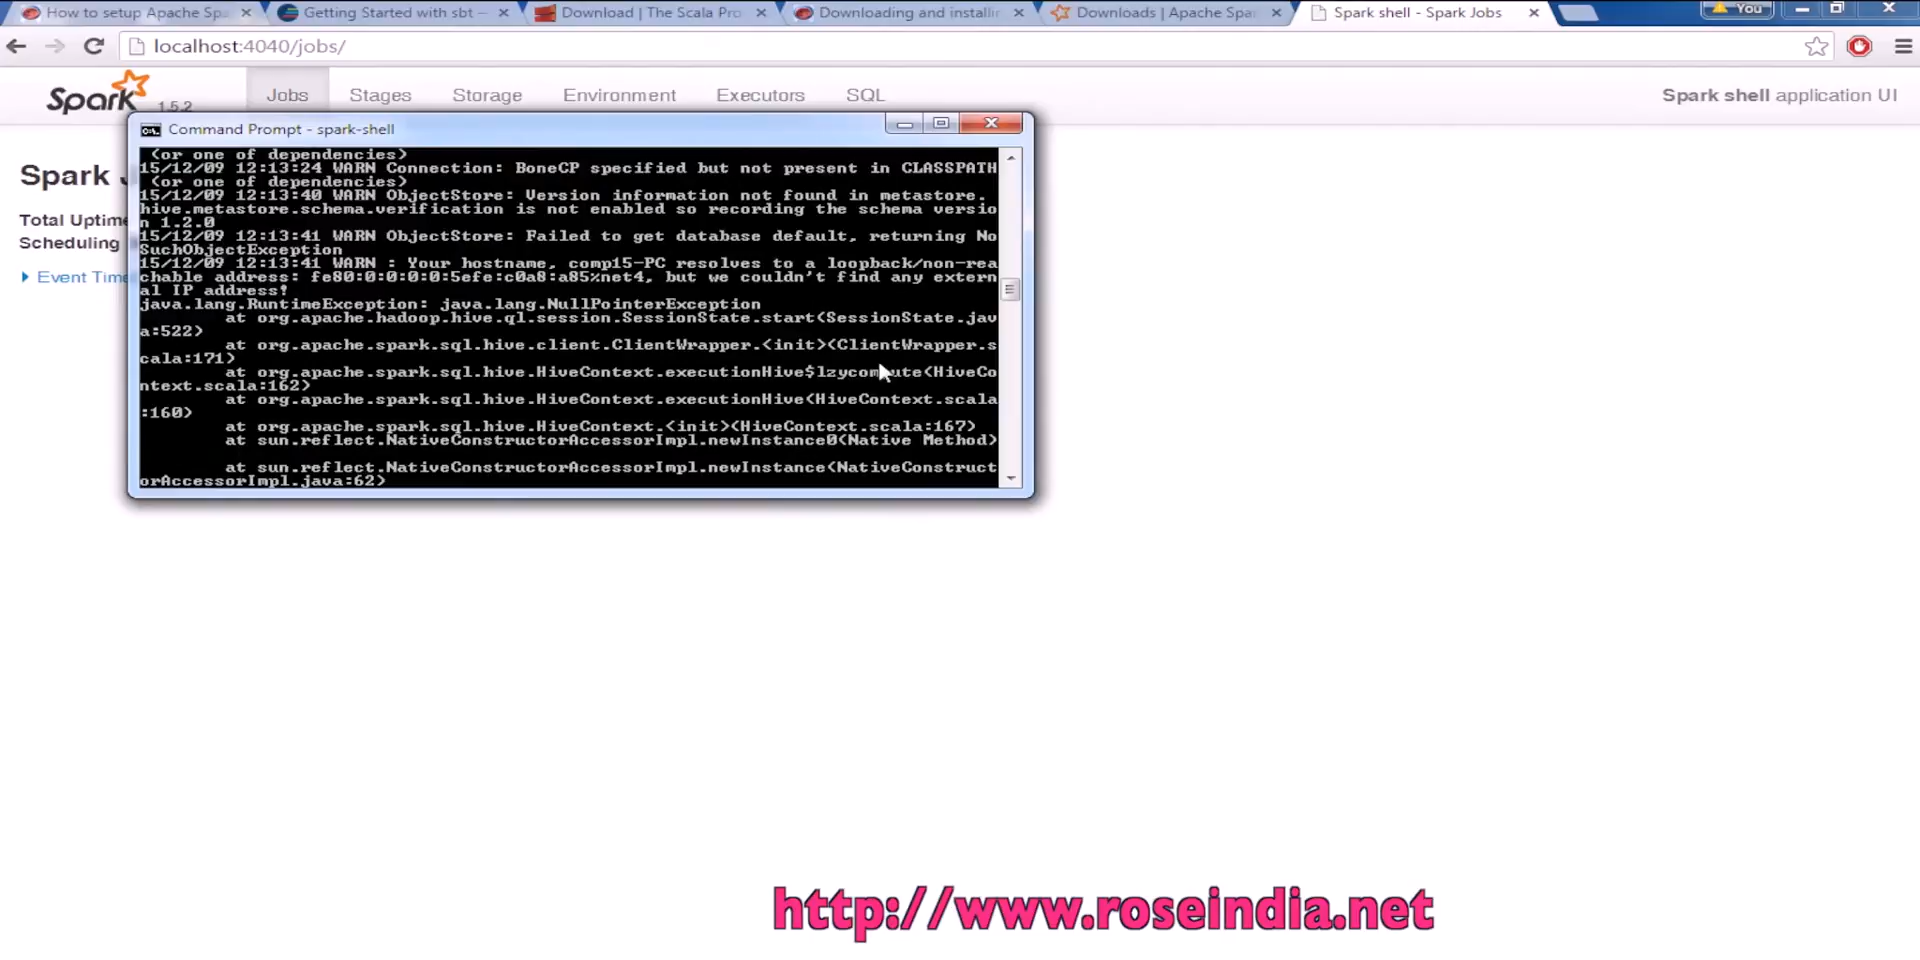 How to setup Apache Spa
Getting Started with sbt —
Download | The Scala Pro
Downloading and installin
Downloads | Apache Spa
Spark shell - Spark Jobs
You
localhost:4040/jobs/
Spark 1.5.2
Jobs
Stages
Storage
Environment
Executors
SQL
Spark shell application UI
Spark J
Total Uptime
Scheduling
Event Time
Command Prompt - spark-shell
(or one of dependencies)
15/12/09 12:13:24 WARN Connection: BoneCP specified but not present in CLASSPATH
(or one of dependencies)
15/12/09 12:13:40 WARN ObjectStore: Version information not found in metastore.
hive.metastore.schema.verification is not enabled so recording the schema versio
n 1.2.0
15/12/09 12:13:41 WARN ObjectStore: Failed to get database default, returning No
SuchObjectException
15/12/09 12:13:41 WARN : Your hostname, comp15-PC resolves to a loopback/non-rea
chable address: fe80:0:0:0:0:5efe:c0a8:a85%net4, but we couldn't find any extern
al IP address!
java.lang.RuntimeException: java.lang.NullPointerException
at org.apache.hadoop.hive.ql.session.SessionState.start(SessionState.jav
a:522)
at org.apache.spark.sql.hive.client.ClientWrapper.<init>(ClientWrapper.s
cala:171)
at org.apache.spark.sql.hive.HiveContext.executionHive$lzycompute(HiveCo
ntext.scala:162)
at org.apache.spark.sql.hive.HiveContext.executionHive(HiveContext.scala
:160)
at org.apache.spark.sql.hive.HiveContext.<init>(HiveContext.scala:167)
at sun.reflect.NativeConstructorAccessorImpl.newInstance0(Native Method)
at sun.reflect.NativeConstructorAccessorImpl.newInstance(NativeConstruct
orAccessorImpl.java:62)
http://www.roseindia.net